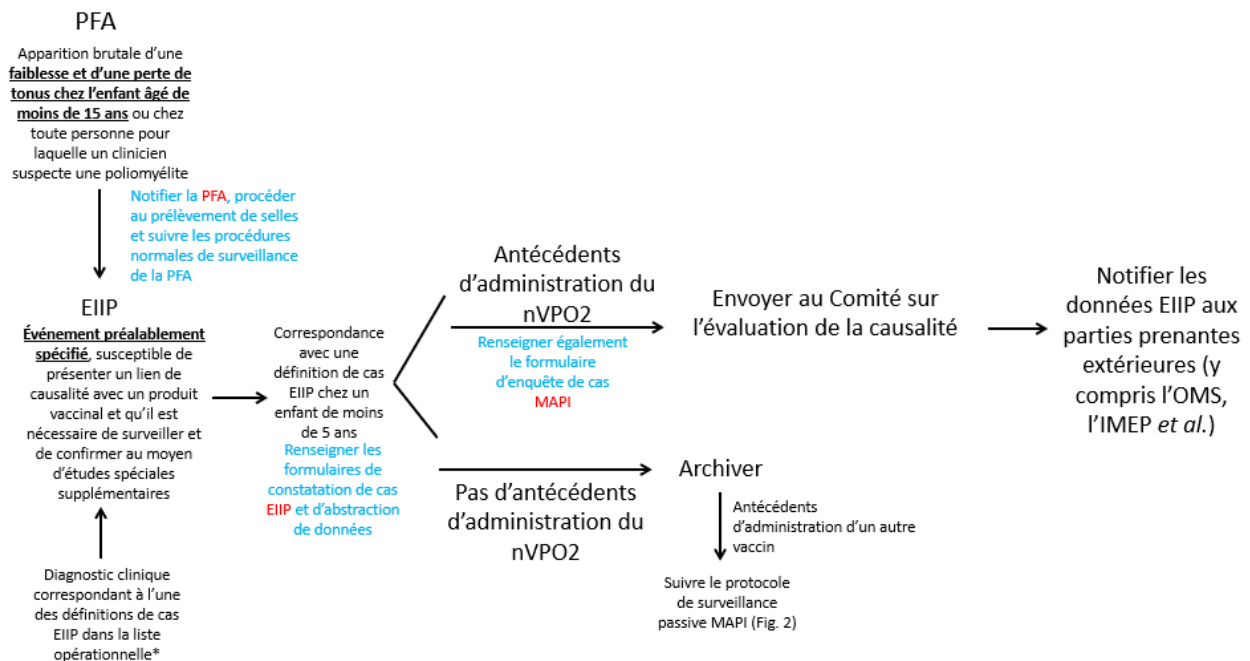 PFA
Apparition brutale d'une
faiblesse et d'une perte de
tonus chez l'enfant âgé de
moins de 15 ans ou chez
toute personne pour
laquelle un clinicien
suspecte une poliomyélite
Notifier la PFA, procéder
au prélèvement de selles
et suivre les procédures
normales de surveillance
de la PFA
EIIP
Événement préalablement
spécifié, susceptible de
présenter un lien de
causalité avec un produit
vaccinal et qu'il est
nécessaire de surveiller et
de confirmer au moyen
d'études spéciales
supplémentaires
Diagnostic clinique
correspondant à l'une
des définitions de cas
EIIP dans la liste
opérationnelle*
Correspondance
avec une
définition de cas
EIIP chez un
enfant de moins
de 5 ans
Renseigner les
formulaires de
constatation de cas
EIIP et d'abstraction
de données
Antécédents
d'administration du
nVPO2
Renseigner également
le formulaire
d'enquête de cas
MAPI
Envoyer au Comité sur
l'évaluation de la causalité
Notifier les
données EIIP aux
parties prenantes
extérieures (y
compris l'OMS,
l'IMEP et al.)
Pas d'antécédents
d'administration du
nVPO2
Archiver
Antécédents
d'administration d'un autre
vaccin
Suivre le protocole
de surveillance
passive MAPI (Fig. 2)